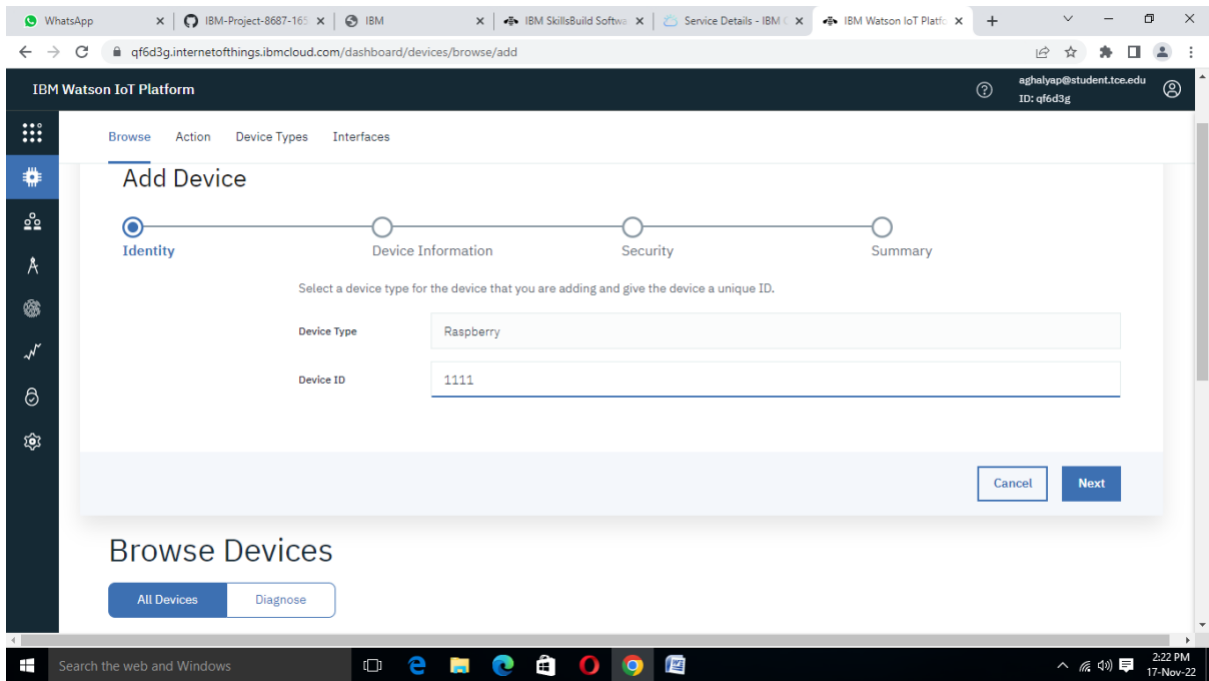 WhatsApp
IBM-Project-8687-165
IBM
IBM SkillsBuild Softwa
Service Details - IBM C
IBM Watson IoT Platfo
qf6d3g.internetofthings.ibmcloud.com/dashboard/devices/browse/add
IBM Watson IoT Platform
aghalyap@student.tce.edu
ID: qf6d3g
Browse Action Device Types Interfaces
Add Device
Identity Device Information Security Summary
Select a device type for the device that you are adding and give the device a unique ID.
Device Type Raspberry
Device ID 1111
Cancel Next
Browse Devices
All Devices Diagnose
Search the web and Windows
2:22 PM
17-Nov-22